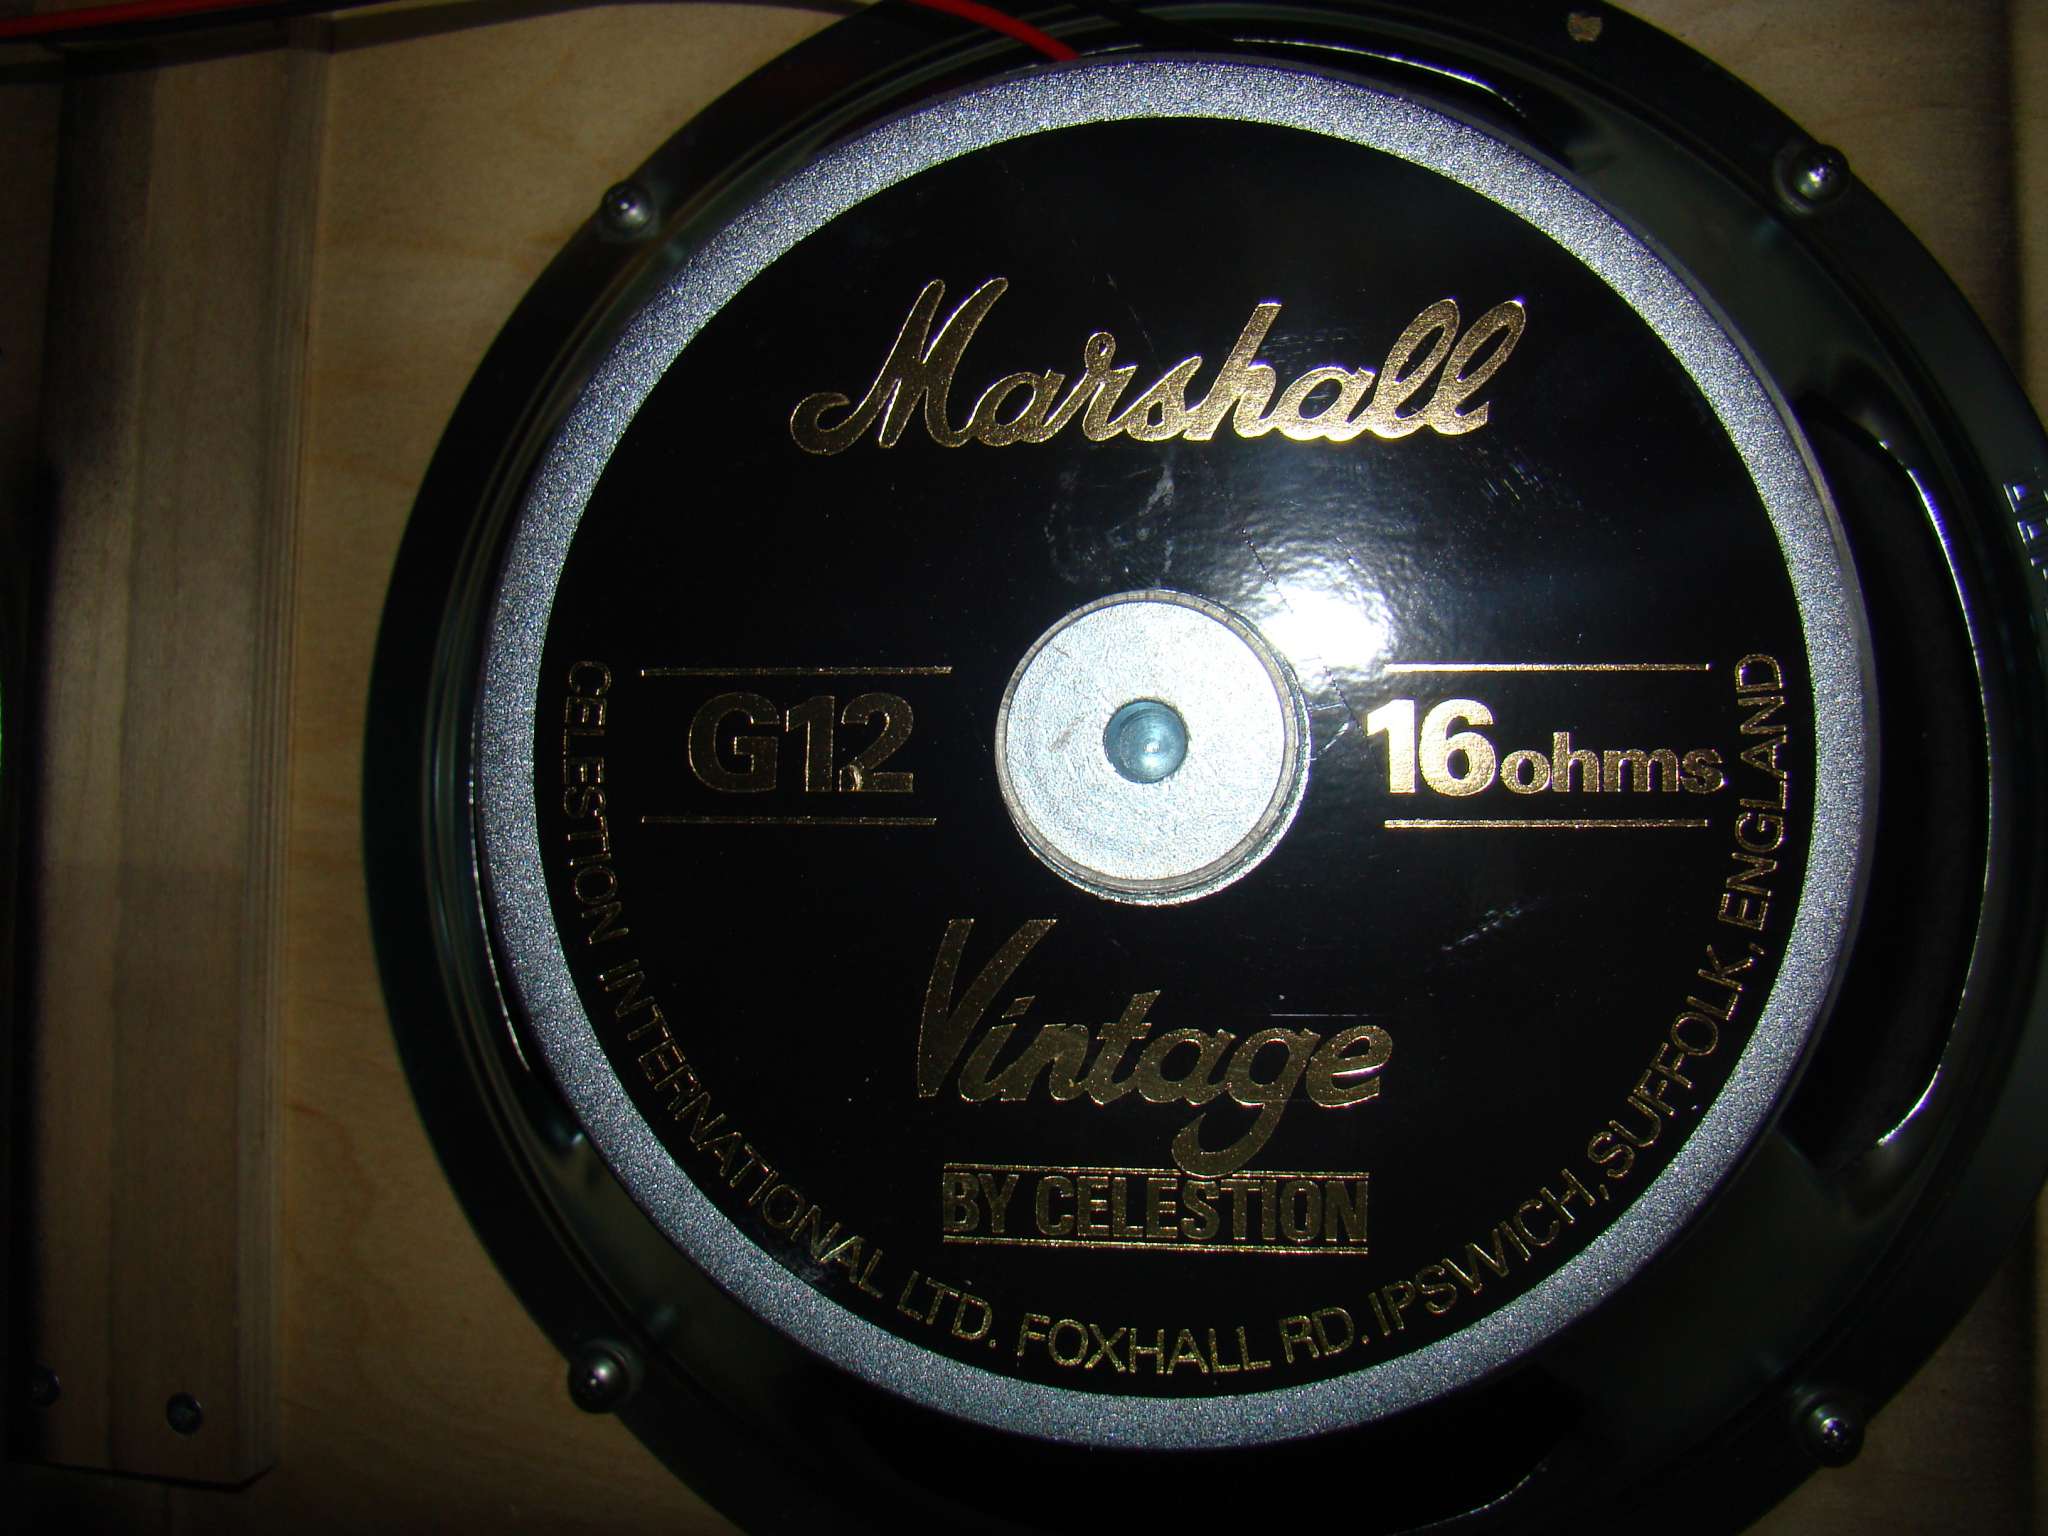 Marshall
G12
16ohms
Vintage
BY CELESTION
CELESTION INTERNATIONAL LTD. FOXHALL RD. IPSWICH, SUFFOLK, ENGLAND